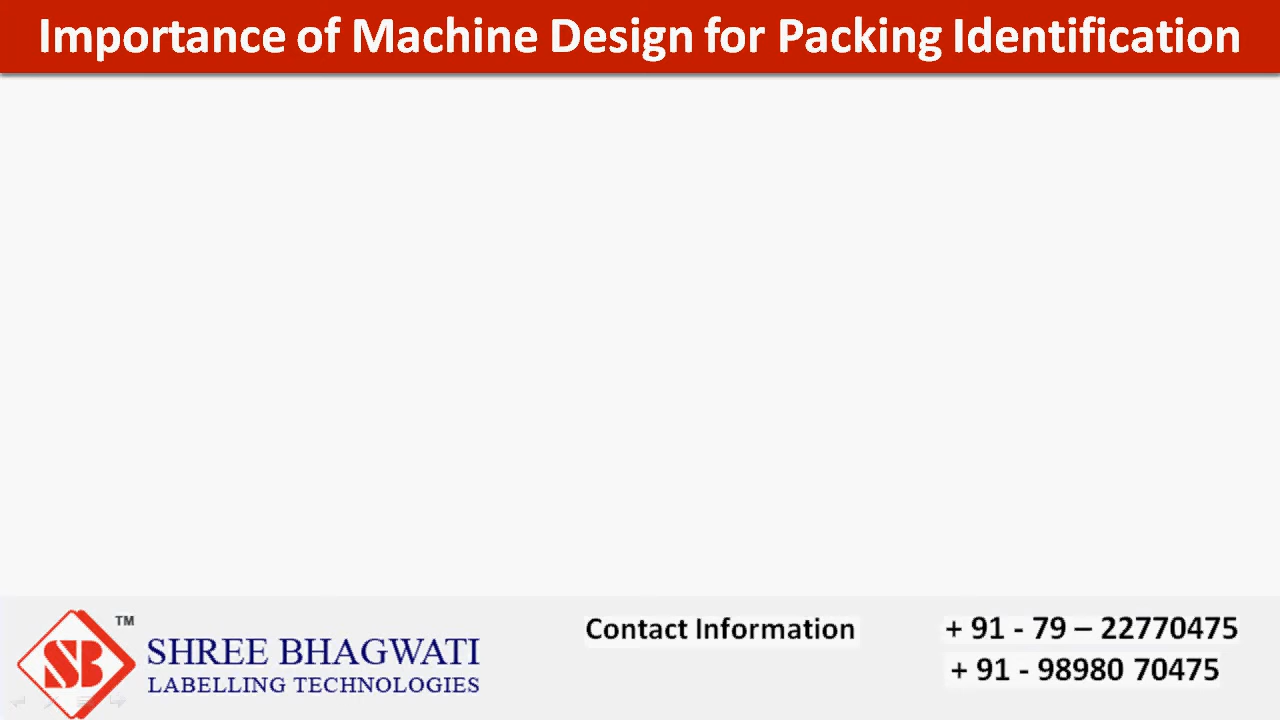 Importance of Machine Design for Packing Identification
SB
TM
SHREE BHAGWATI
LABELLING TECHNOLOGIES
Contact Information
+ 91 - 79 – 22770475
+ 91 - 98980 70475